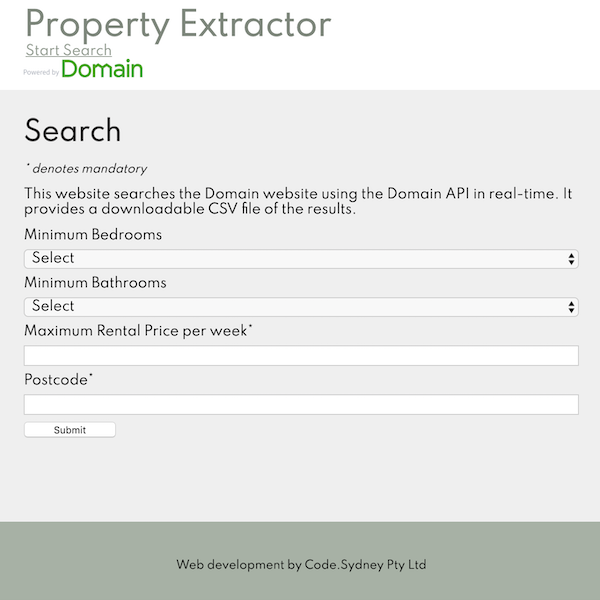 Property Extractor
Start Search
Powered by Domain
Search
* denotes mandatory
This website searches the Domain website using the Domain API in real-time. It
provides a downloadable CSV file of the results.
Minimum Bedrooms
Select
Minimum Bathrooms
Select
Maximum Rental Price per week*
Postcode*
Submit
Web development by Code.Sydney Pty Ltd